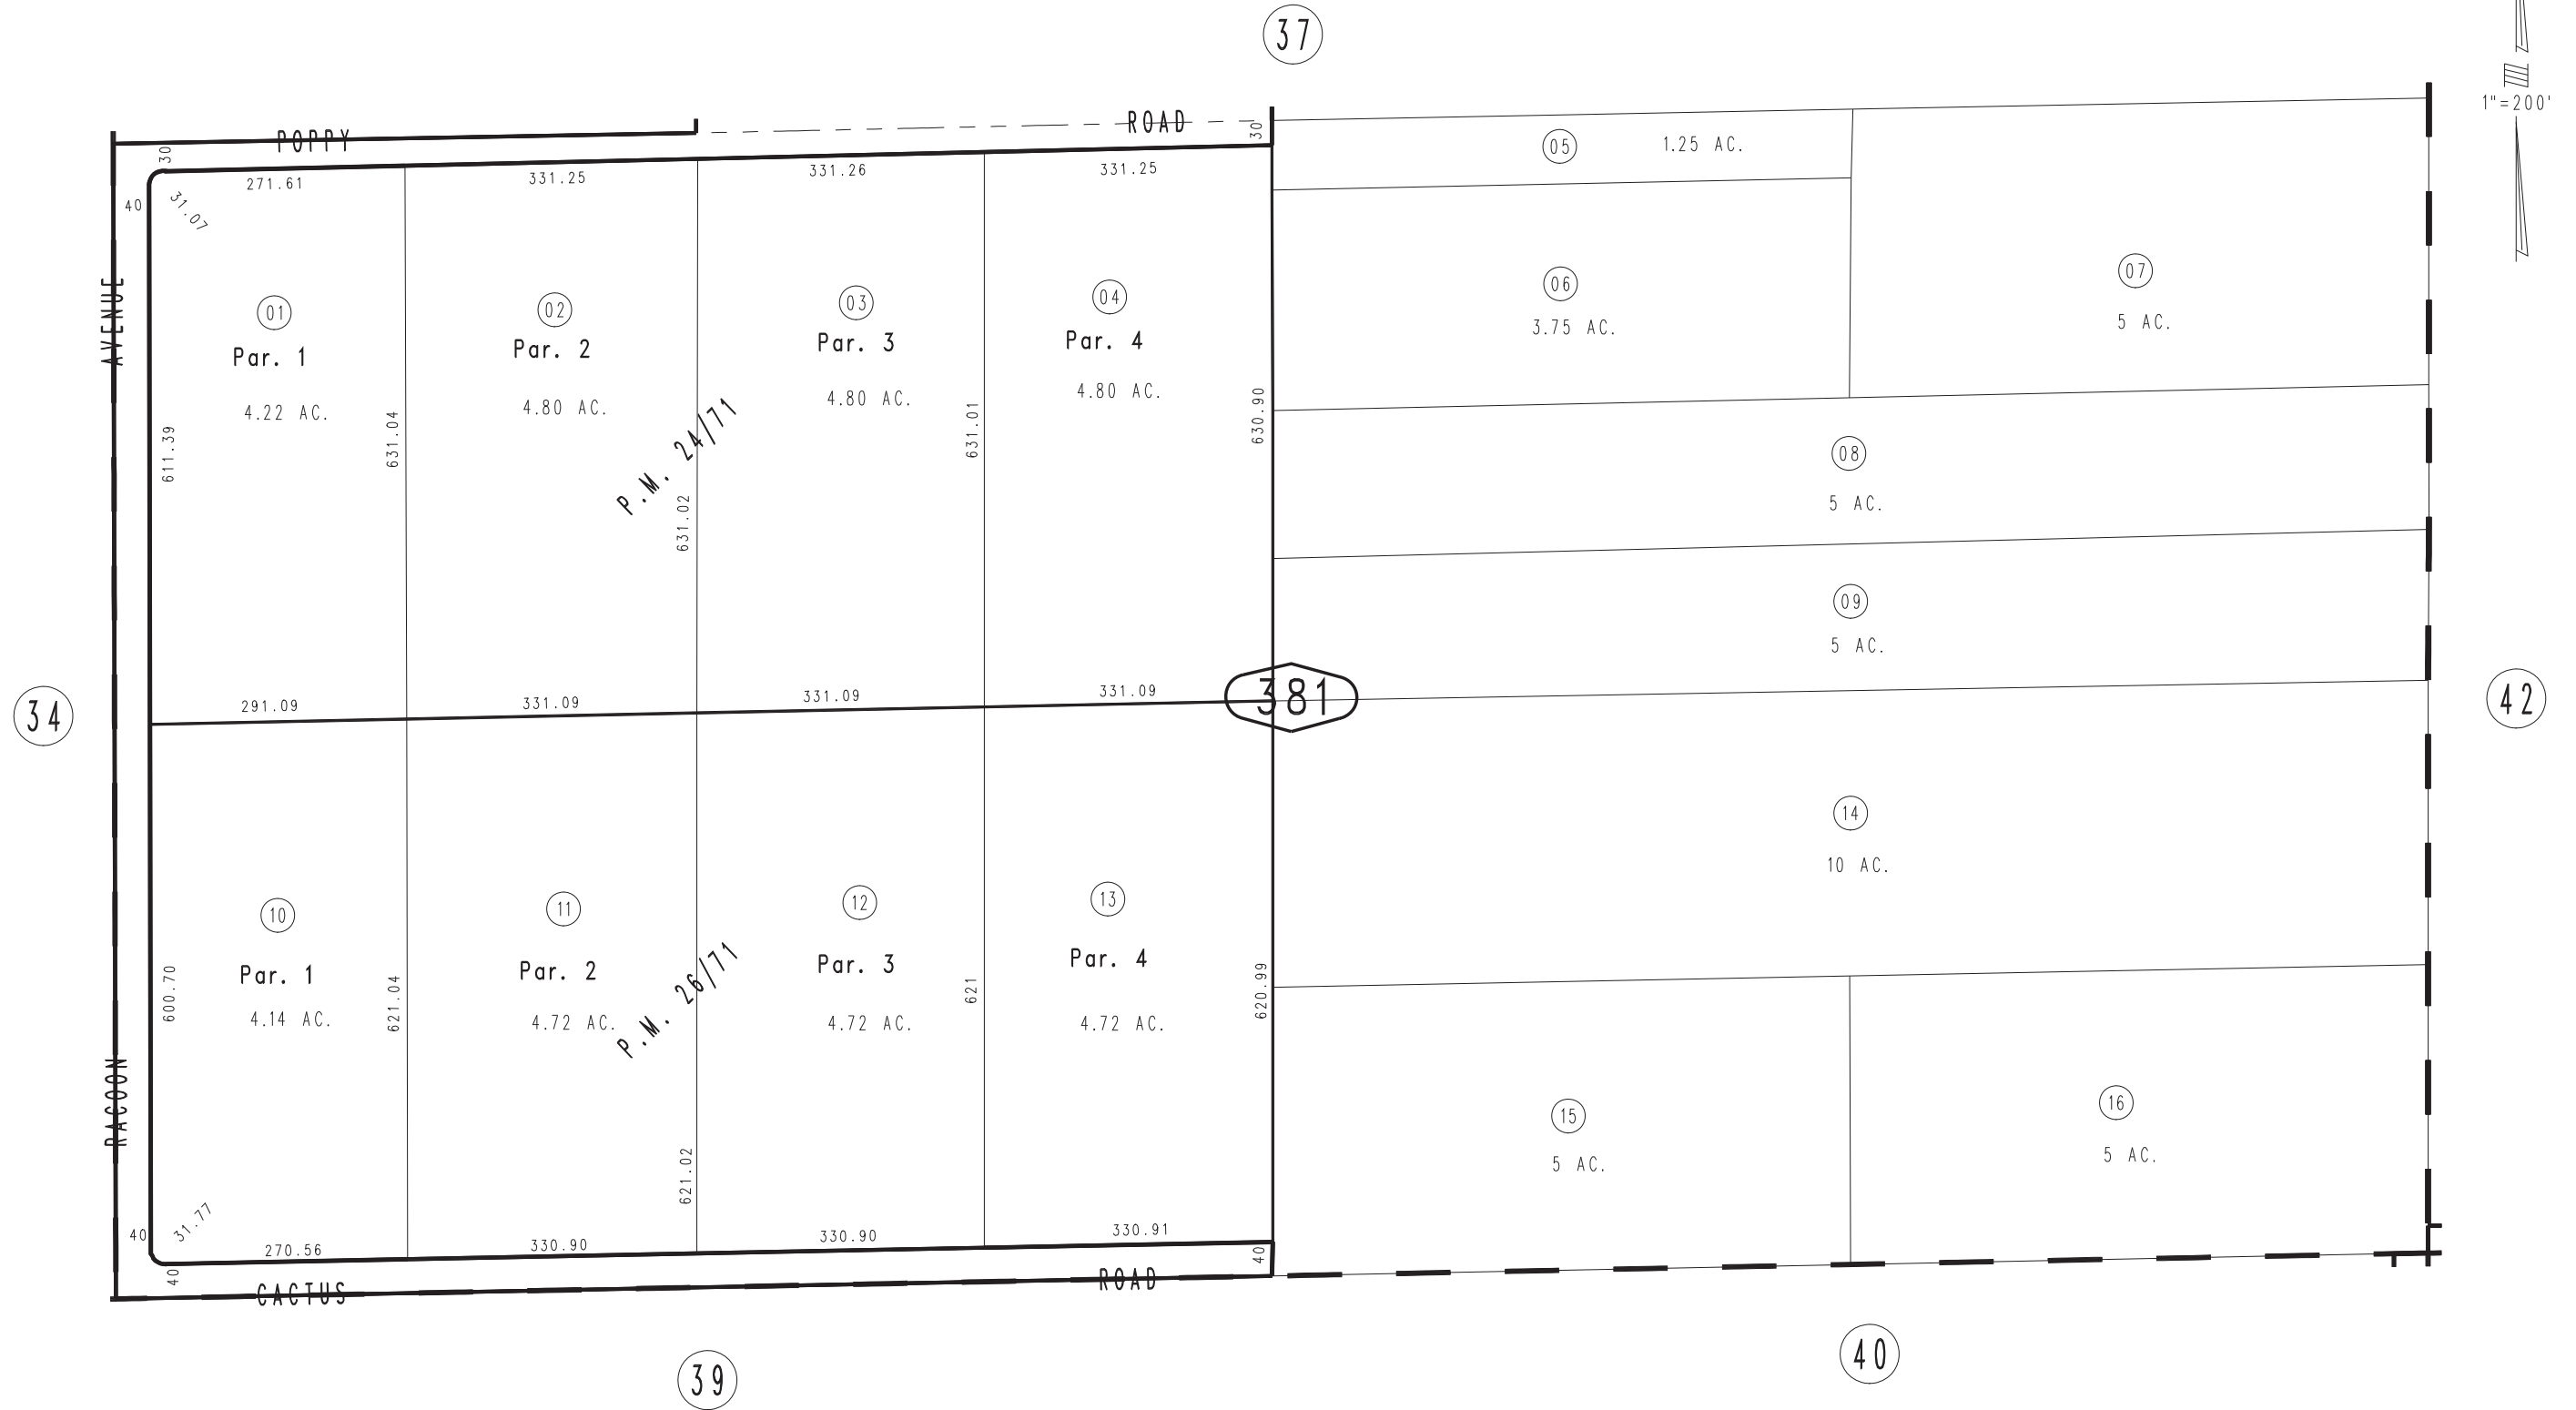 37
1"=200'
POPPY
ROAD
30
30
271.61
331.25
331.26
331.25
40
31.07
AVENUE
05
1.25 AC.
01
Par. 1
4.22 AC.
02
Par. 2
4.80 AC.
03
Par. 3
4.80 AC.
04
Par. 4
4.80 AC.
06
3.75 AC.
07
5 AC.
611.39
631.04
P.M. 24/71
631.02
631.01
630.90
08
5 AC.
09
5 AC.
34
291.09
331.09
331.09
331.09
381
42
10
Par. 1
4.14 AC.
11
Par. 2
4.72 AC.
12
Par. 3
4.72 AC.
13
Par. 4
4.72 AC.
14
10 AC.
600.70
621.04
P.M. 26/71
621.02
621
620.99
RACOON
15
5 AC.
16
5 AC.
40
31.77
270.56
330.90
330.90
330.91
40
40
CACTUS
ROAD
39
40